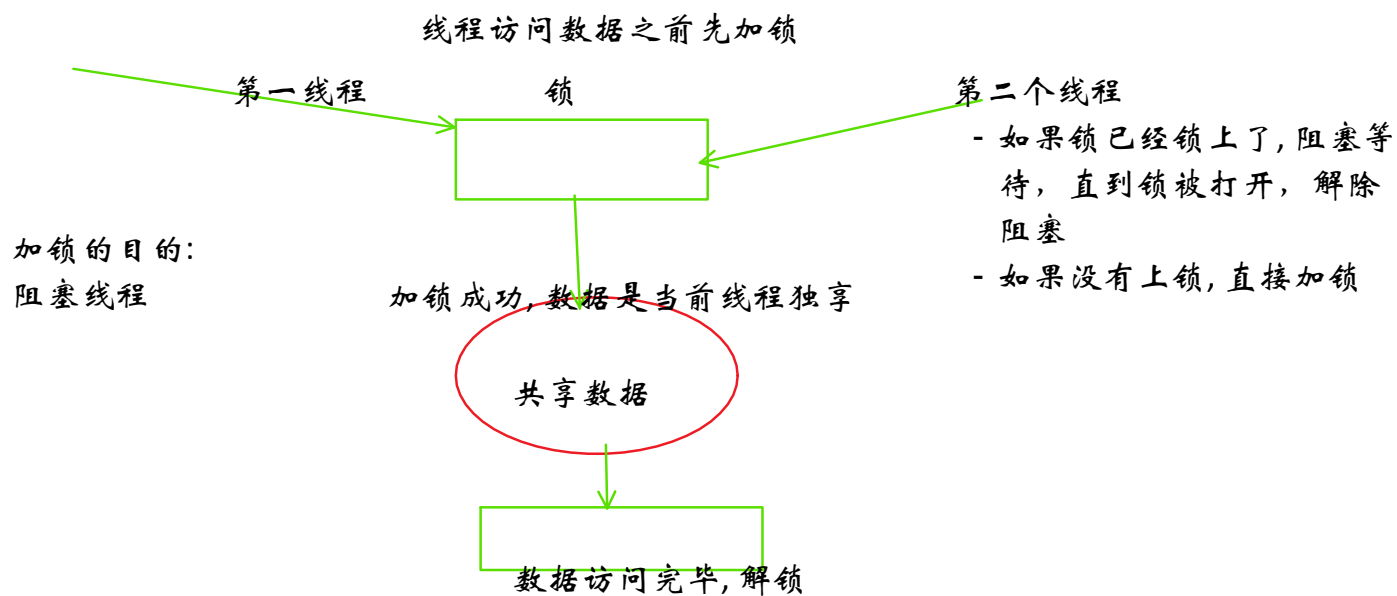 线程访问数据之前先加锁
第一线程
锁
第二个线程
- 如果锁已经锁上了,阻塞等
待，直到锁被打开，解除
阻塞
- 如果没有上锁,直接加锁
加锁的目的:
阻塞线程
加锁成功,数据是当前线程独享
共享数据
数据访问完毕,解锁